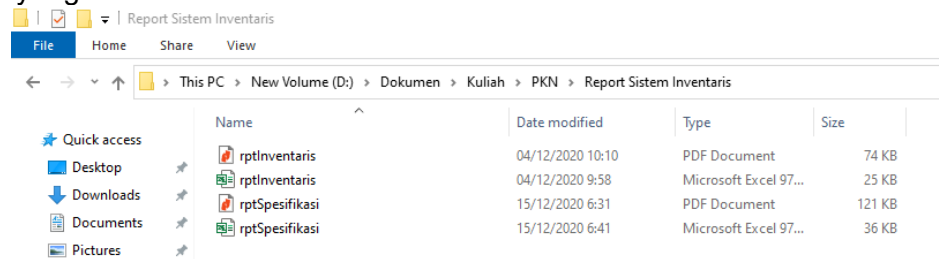 Report Sistem Inventaris
File Home Share View
This PC > New Volume (D:) > Dokumen > Kuliah > PKN > Report Sistem Inventaris
Name Date modified Type Size
Quick access
Desktop
Downloads
Documents
Pictures
rptInventaris 04/12/2020 10:10 PDF Document 74 KB
rptInventaris 04/12/2020 9:58 Microsoft Excel 97... 25 KB
rptSpesifikasi 15/12/2020 6:31 PDF Document 121 KB
rptSpesifikasi 15/12/2020 6:41 Microsoft Excel 97... 36 KB